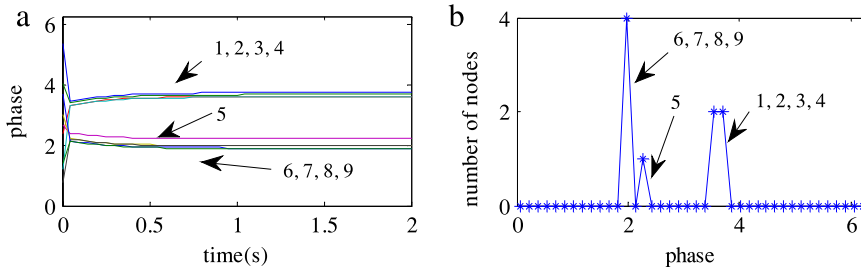 a
6
4
2
0
phase
1, 2, 3, 4
5
6, 7, 8, 9
0
0.5
1
1.5
2
time(s)
b
4
2
0
number of nodes
6, 7, 8, 9
5
1, 2, 3, 4
0
2
4
6
phase